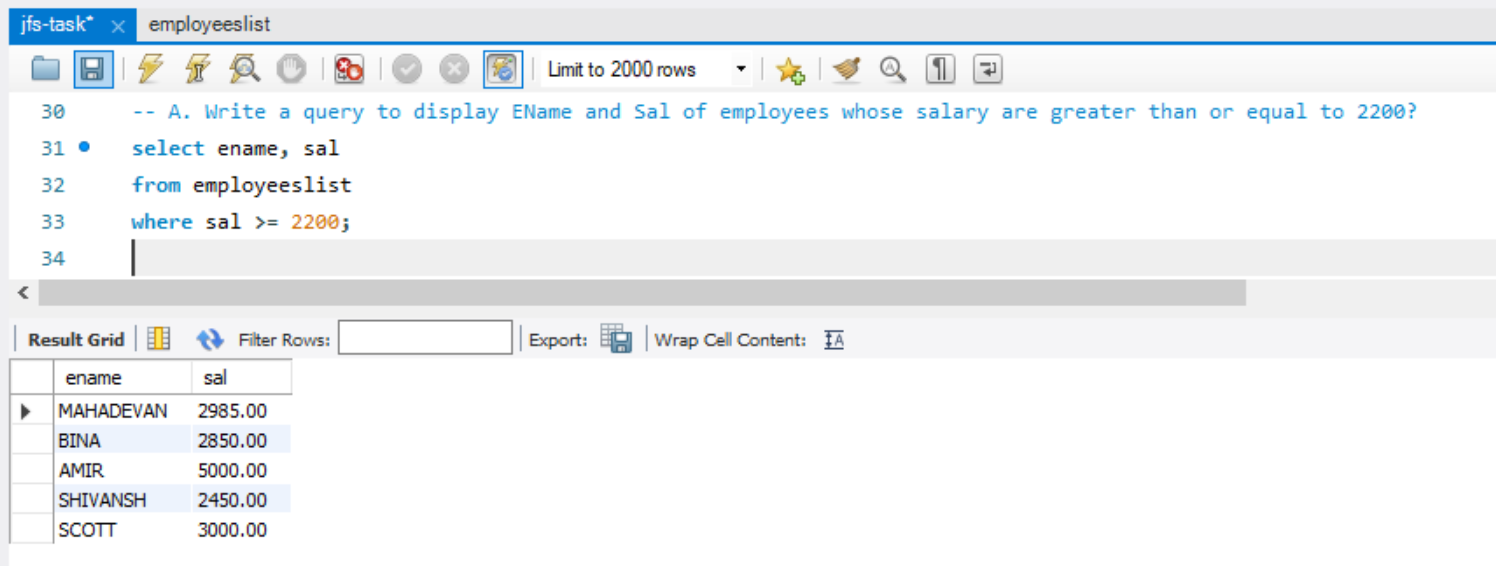 jfs-task* × employeeslist
Limit to 2000 rows
30 -- A. Write a query to display EName and Sal of employees whose salary are greater than or equal to 2200?
31 select ename, sal
32 from employeeslist
33 where sal >= 2200;
34
Result Grid Filter Rows: Export: Wrap Cell Content:
ename sal
MAHADEVAN 2985.00
BINA 2850.00
AMIR 5000.00
SHIVANSH 2450.00
SCOTT 3000.00